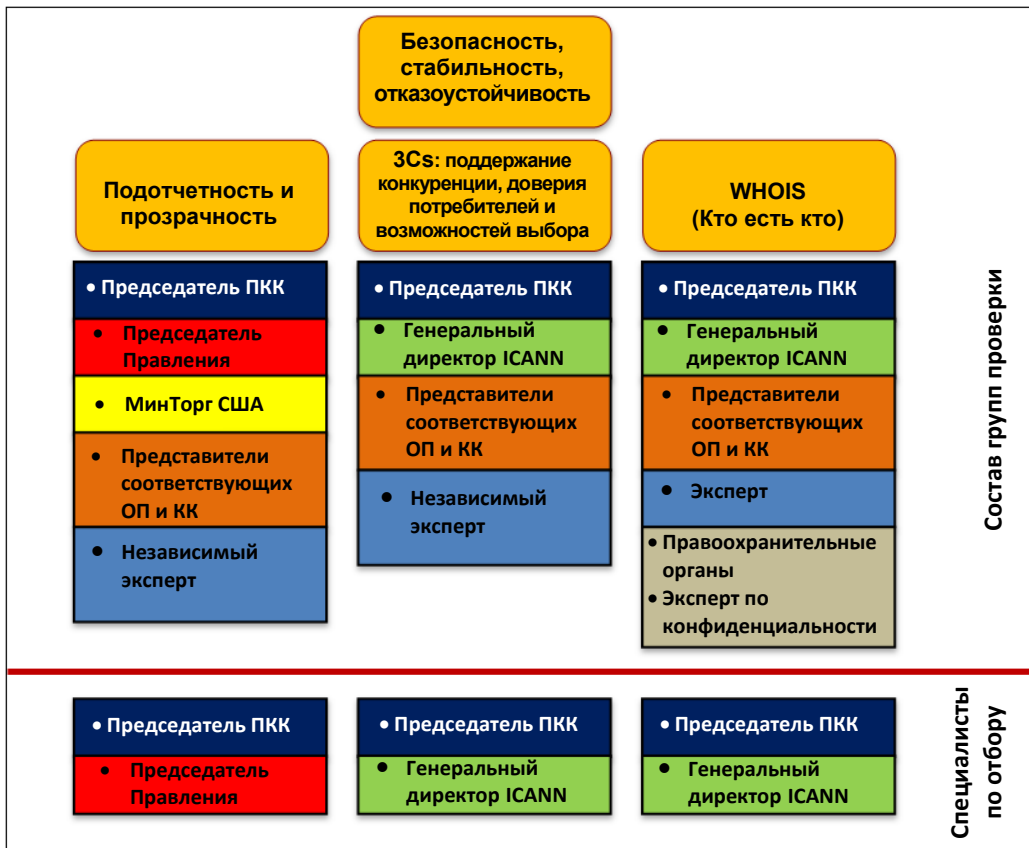 Безопасность,
стабильность,
отказоустойчивость
Подотчетность и
прозрачность
3Cs: поддержание
конкуренции, доверия
потребителей и
возможностей выбора
WHOIS
(Кто есть кто)
• Председатель ПКК
• Председатель
Правления
• МинТорг США
• Представители
соответствующих
ОП и КК
• Независимый
эксперт
• Председатель ПКК
• Генеральный
директор ICANN
• Представители
соответствующих
ОП и КК
• Независимый
эксперт
• Председатель ПКК
• Генеральный
директор ICANN
• Представители
соответствующих
ОП и КК
• Эксперт
• Правоохранительные
органы
• Эксперт по
конфиденциальности
Состав групп проверки
• Председатель ПКК
• Председатель
Правления
• Председатель ПКК
• Генеральный
директор ICANN
• Председатель ПКК
• Генеральный
директор ICANN
Специалисты
по отбору